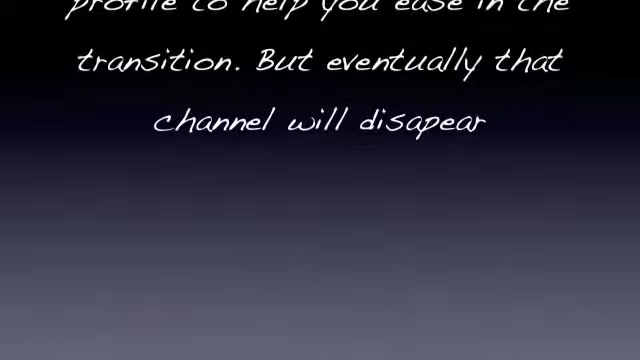 profile to help you ease in the
transition. But eventually that
channel will disapear